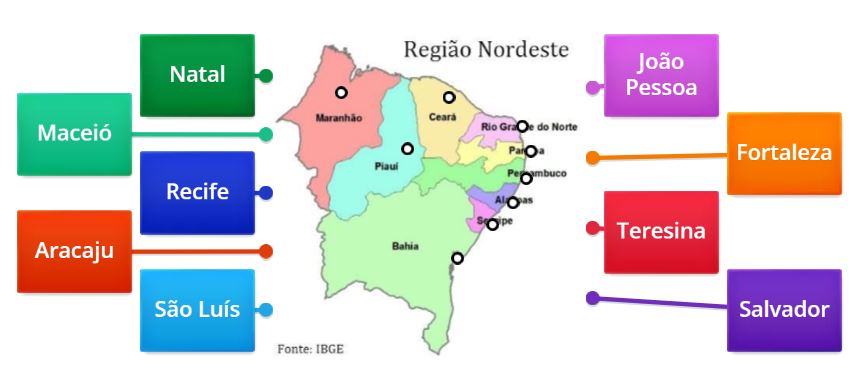 Região Nordeste
Natal
Maceió
Recife
Aracaju
São Luís
João
Pessoa
Fortaleza
Teresina
Salvador
Maranhão
Ceará
Rio Grande do Norte
Piauí
Paraíba
Pernambuco
Alagoas
Sergipe
Bahia
Fonte: IBGE